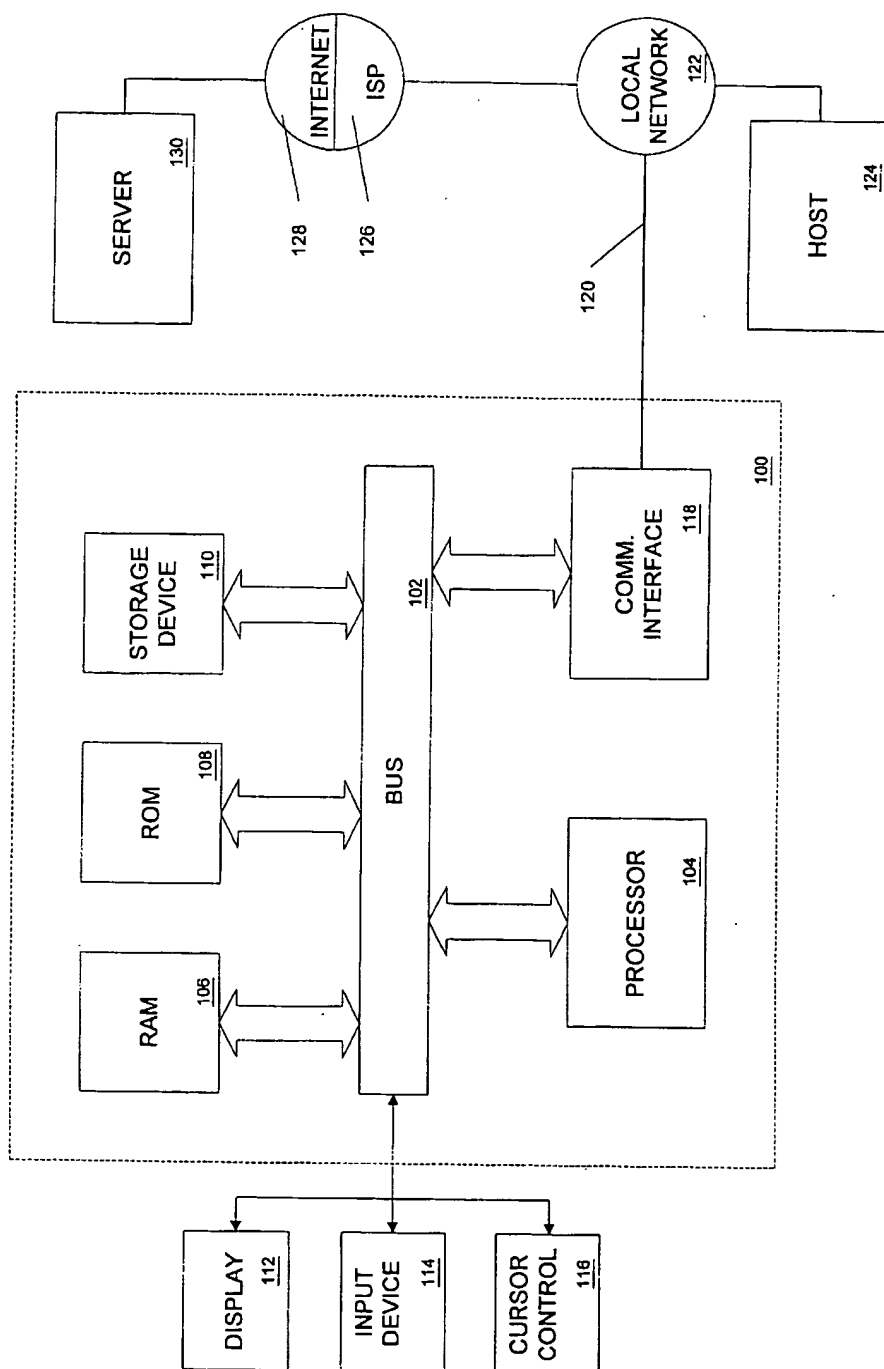 DISPLAY
112
INPUT
DEVICE
114
CURSOR
CONTROL
116
RAM
106
ROM
108
STORAGE
DEVICE
110
BUS
102
PROCESSOR
104
COMM.
INTERFACE
118
100
SERVER
130
INTERNET
ISP
128
126
120
LOCAL
NETWORK
122
HOST
124